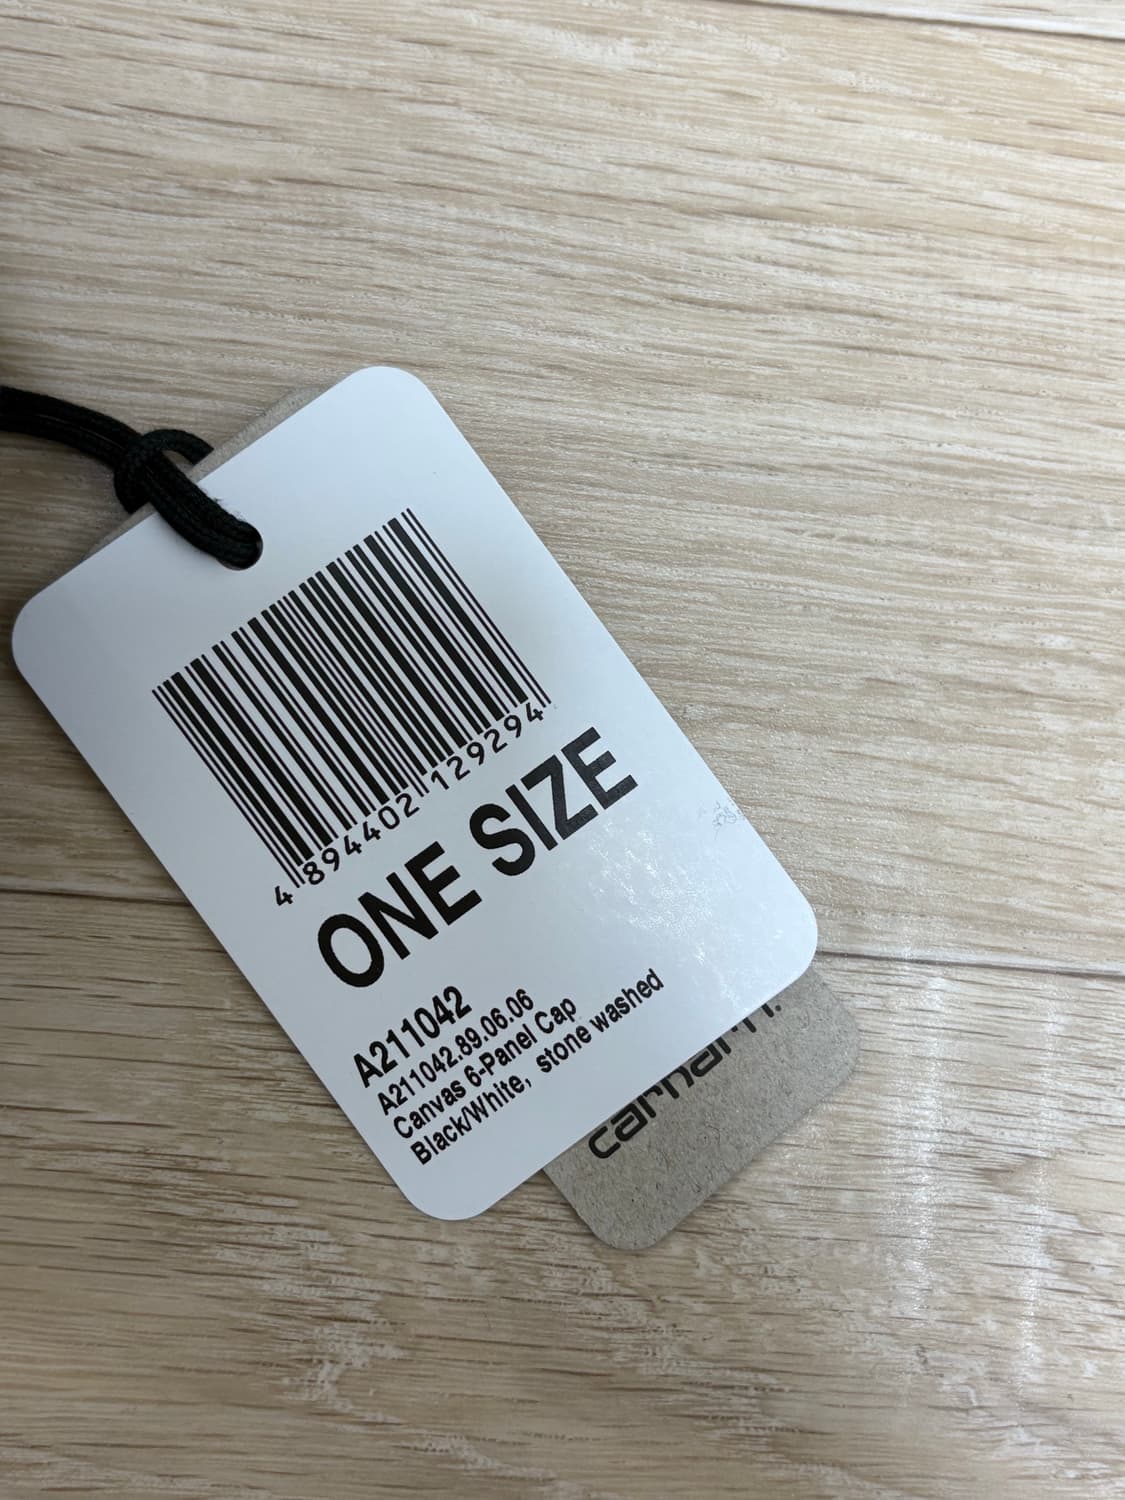 4 894402 129294
ONE SIZE
A211042
A211042.89.06.06
Canvas 6-Panel Cap
Black/White, stone washed
carhartt.